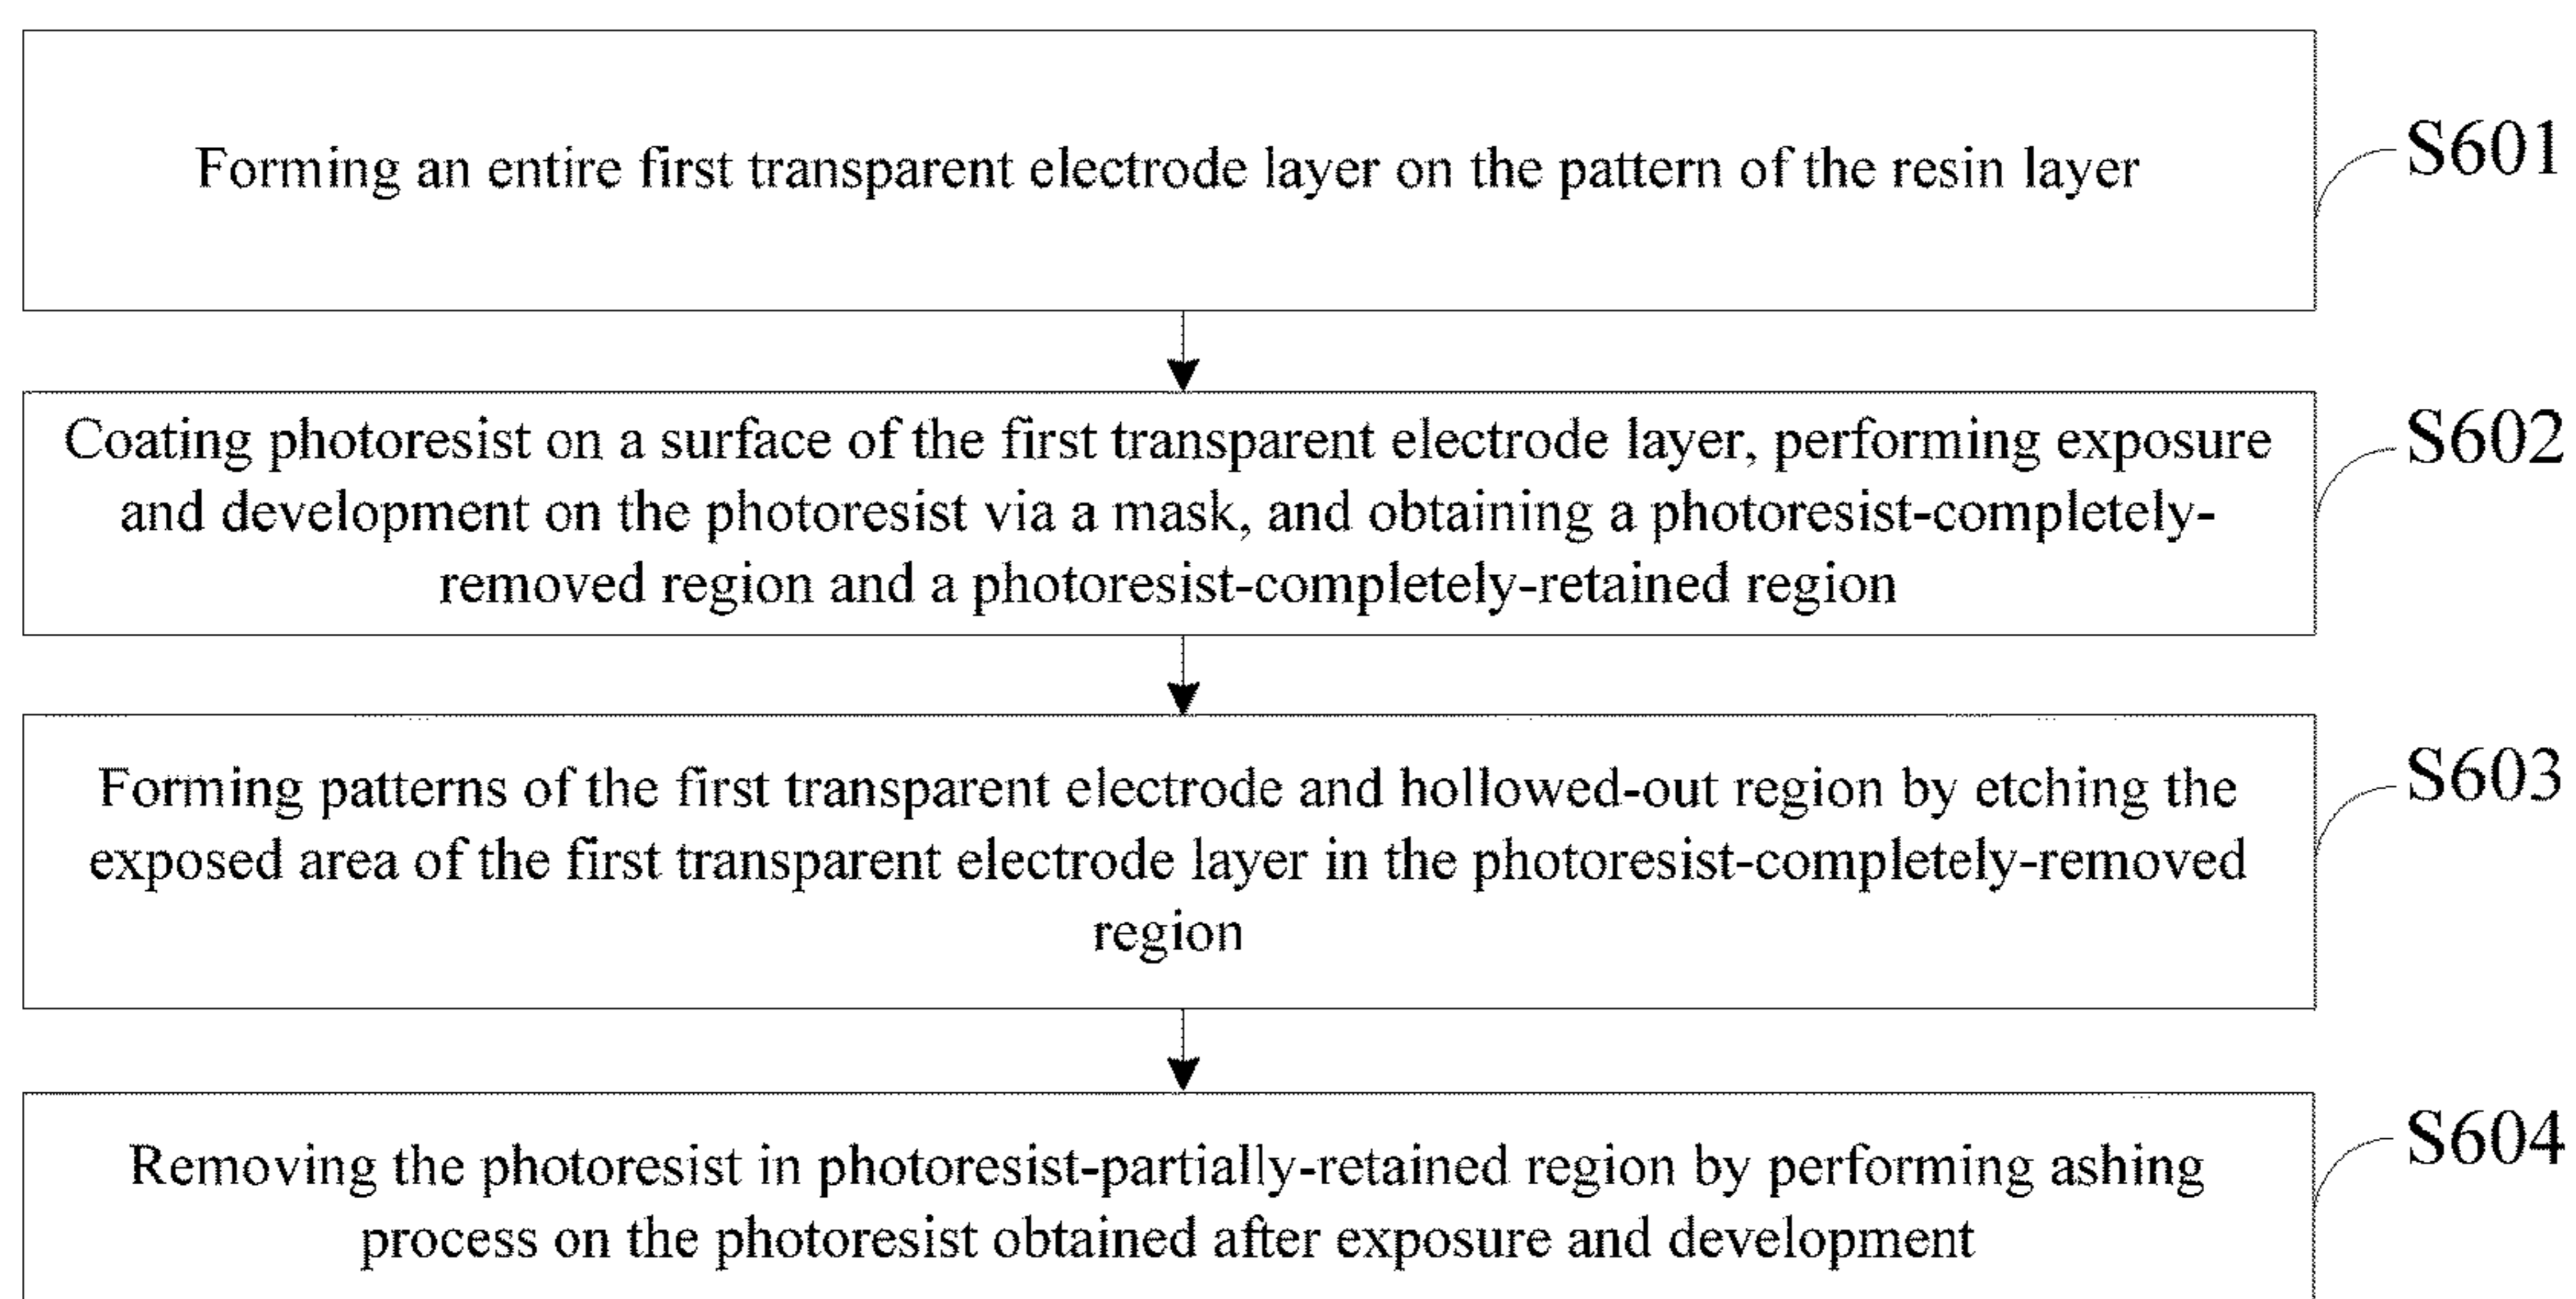 Forming an entire first transparent electrode layer on the pattern of the resin layer
S601
Coating photoresist on a surface of the first transparent electrode layer, performing exposure
and development on the photoresist via a mask, and obtaining a photoresist-completely-
removed region and a photoresist-completely-retained region
S602
Forming patterns of the first transparent electrode and hollowed-out region by etching the
exposed area of the first transparent electrode layer in the photoresist-completely-removed
region
S603
Removing the photoresist in photoresist-partially-retained region by performing ashing
process on the photoresist obtained after exposure and development
S604